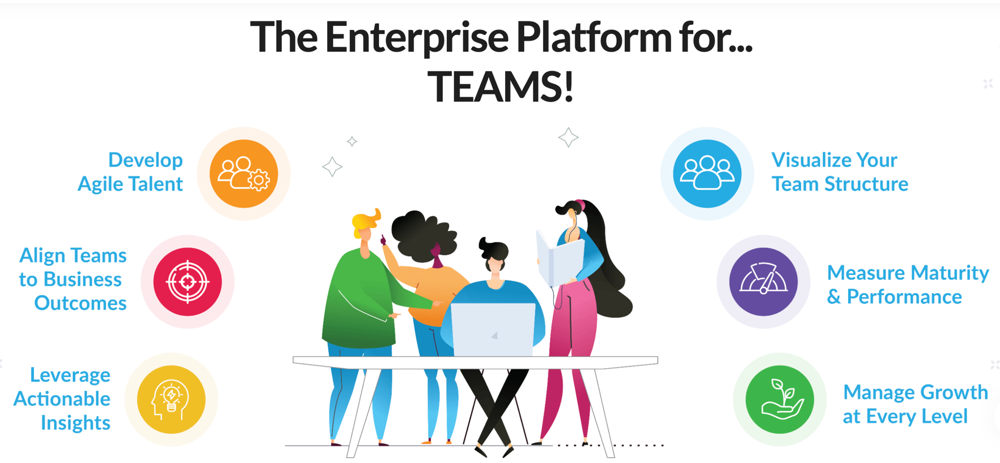 The Enterprise Platform for...
TEAMS!
Develop
Agile Talent
Align Teams
to Business
Outcomes
Leverage
Actionable
Insights
Visualize Your
Team Structure
Measure Maturity
& Performance
Manage Growth
at Every Level